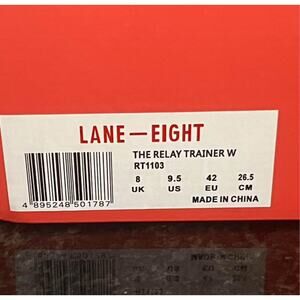 LANE—EIGHT
THE RELAY TRAINER W
RT1103
8 9.5 42 26.5
UK US EU CM
MADE IN CHINA
4 895248 501787